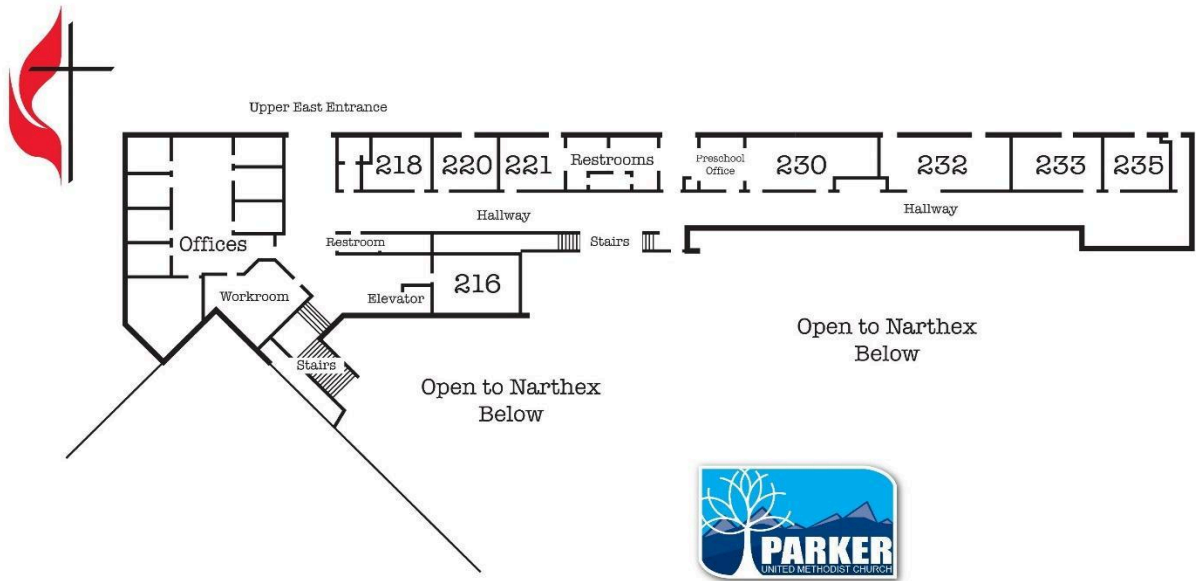 Upper East Entrance
218
220
221
Restrooms
Preschool
Office
230
232
233
235
Hallway
Hallway
Offices
Restroom
Stairs
Workroom
Elevator
216
Stairs
Open to Narthex
Below
Open to Narthex
Below
PARKER
UNITED METHODIST CHURCH